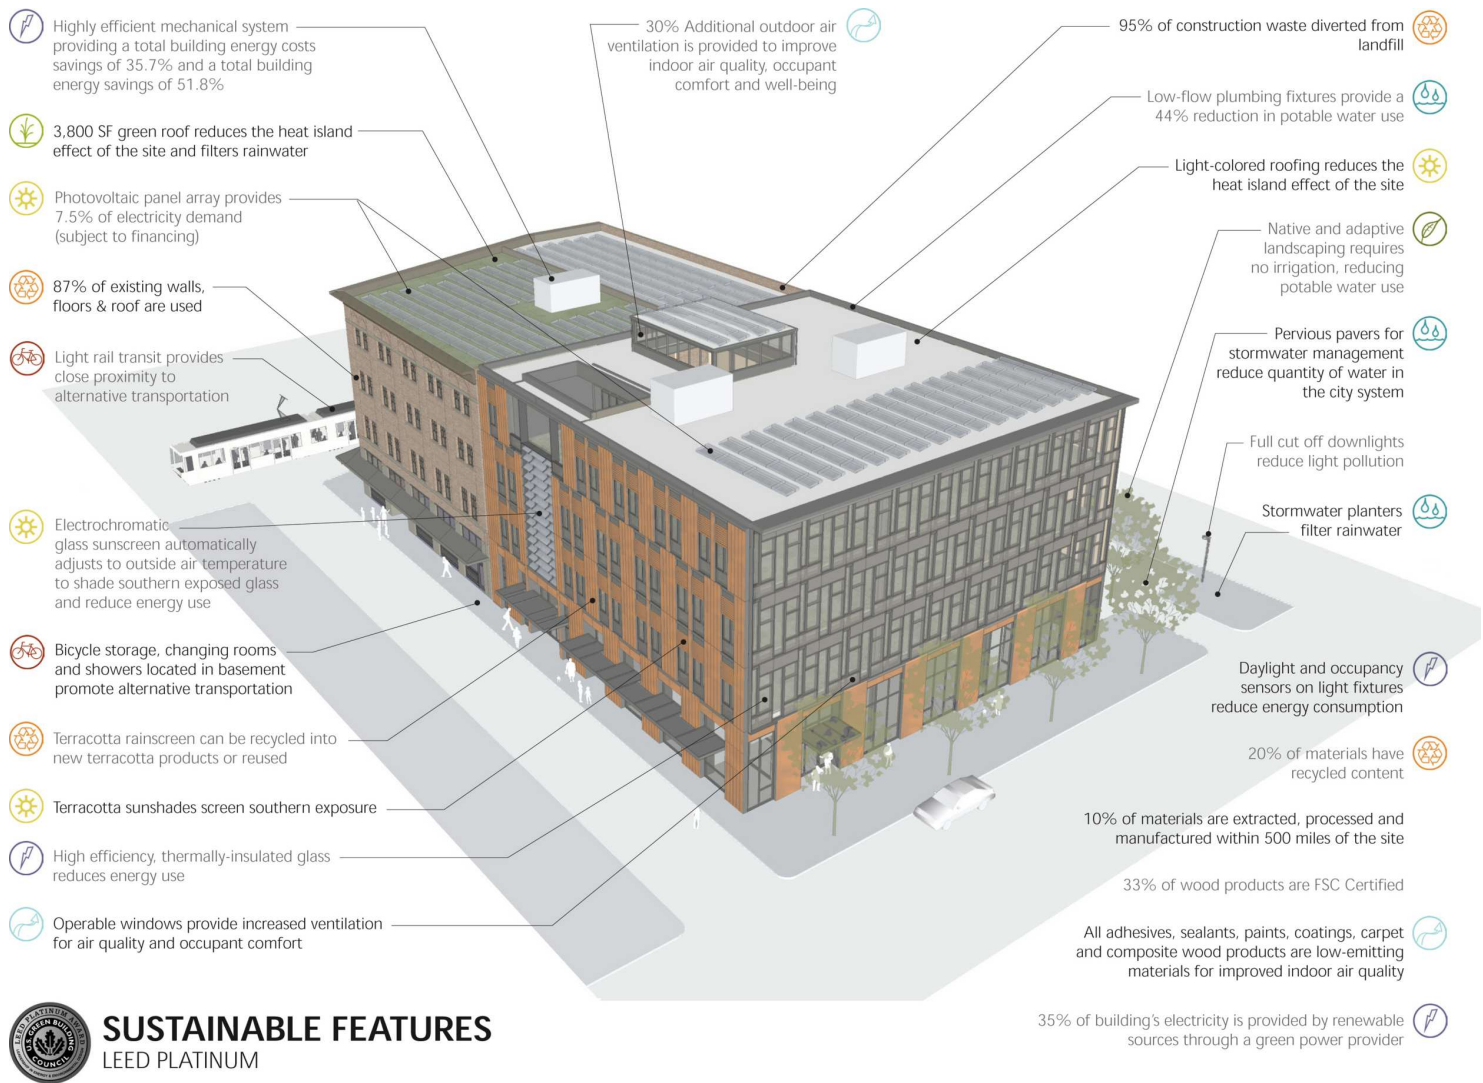 Highly efficient mechanical system
providing a total building energy costs
savings of 35.7% and a total building
energy savings of 51.8%
3,800 SF green roof reduces the heat island
effect of the site and filters rainwater
Photovoltaic panel array provides
7.5% of electricity demand
(subject to financing)
87% of existing walls,
floors & roof are used
Light rail transit provides
close proximity to
alternative transportation
Electrochromatic
glass sunscreen automatically
adjusts to outside air temperature
to shade southern exposed glass
and reduce energy use
Bicycle storage, changing rooms
and showers located in basement
promote alternative transportation
Terracotta rainscreen can be recycled into
new terracotta products or reused
Terracotta sunshades screen southern exposure
High efficiency, thermally-insulated glass
reduces energy use
Operable windows provide increased ventilation
for air quality and occupant comfort
30% Additional outdoor air
ventilation is provided to improve
indoor air quality, occupant
comfort and well-being
95% of construction waste diverted from
landfill
Low-flow plumbing fixtures provide a
44% reduction in potable water use
Light-colored roofing reduces the
heat island effect of the site
Native and adaptive
landscaping requires
no irrigation, reducing
potable water use
Pervious pavers for
stormwater management
reduce quantity of water in
the city system
Full cut off downlights
reduce light pollution
Stormwater planters
filter rainwater
Daylight and occupancy
sensors on light fixtures
reduce energy consumption
20% of materials have
recycled content
10% of materials are extracted, processed and
manufactured within 500 miles of the site
33% of wood products are FSC Certified
All adhesives, sealants, paints, coatings, carpet
and composite wood products are low-emitting
materials for improved indoor air quality
35% of building's electricity is provided by renewable
sources through a green power provider
LEED PLATINUM AWARD
U.S. GREEN BUILDING
COUNCIL
SUSTAINABLE FEATURES
LEED PLATINUM